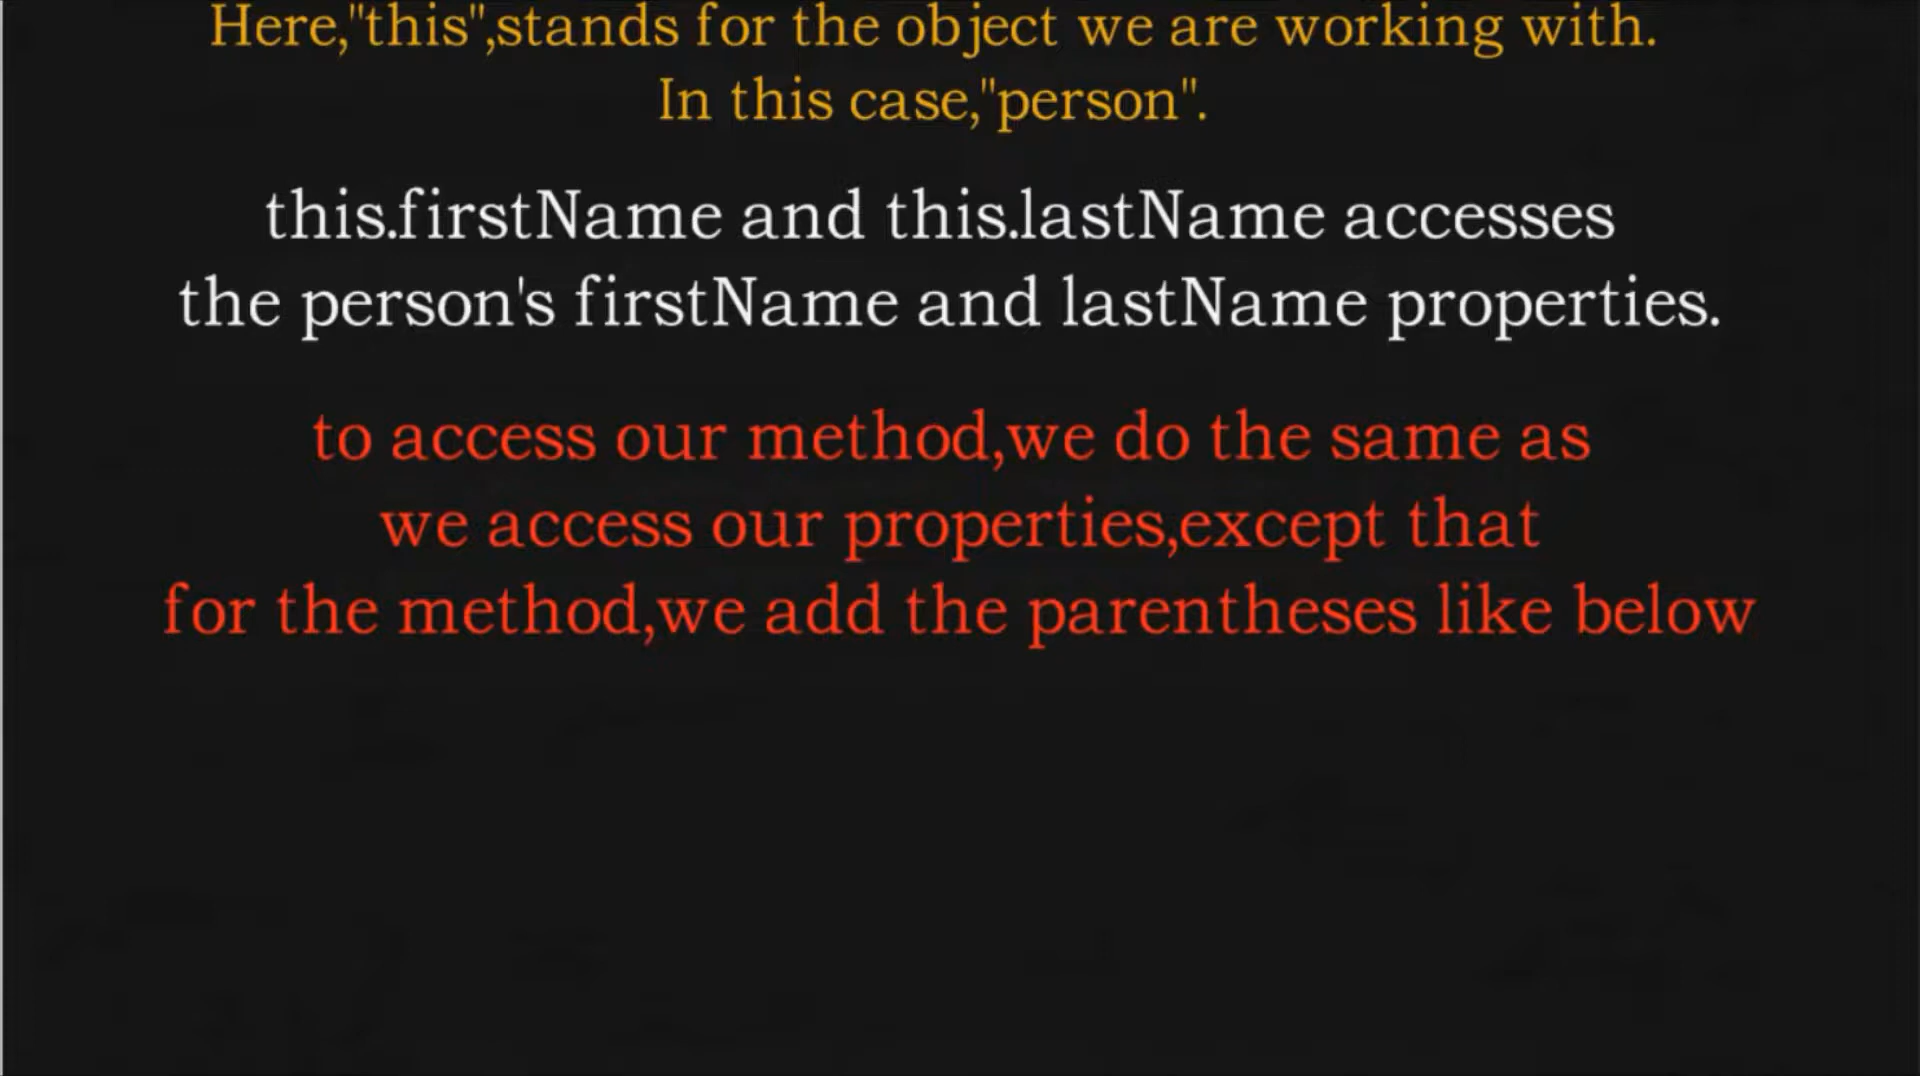 Here,"this",stands for the object we are working with.
In this case,"person".
this.firstName and this.lastName accesses
the person's firstName and lastName properties.
to access our method,we do the same as
we access our properties,except that
for the method,we add the parentheses like below